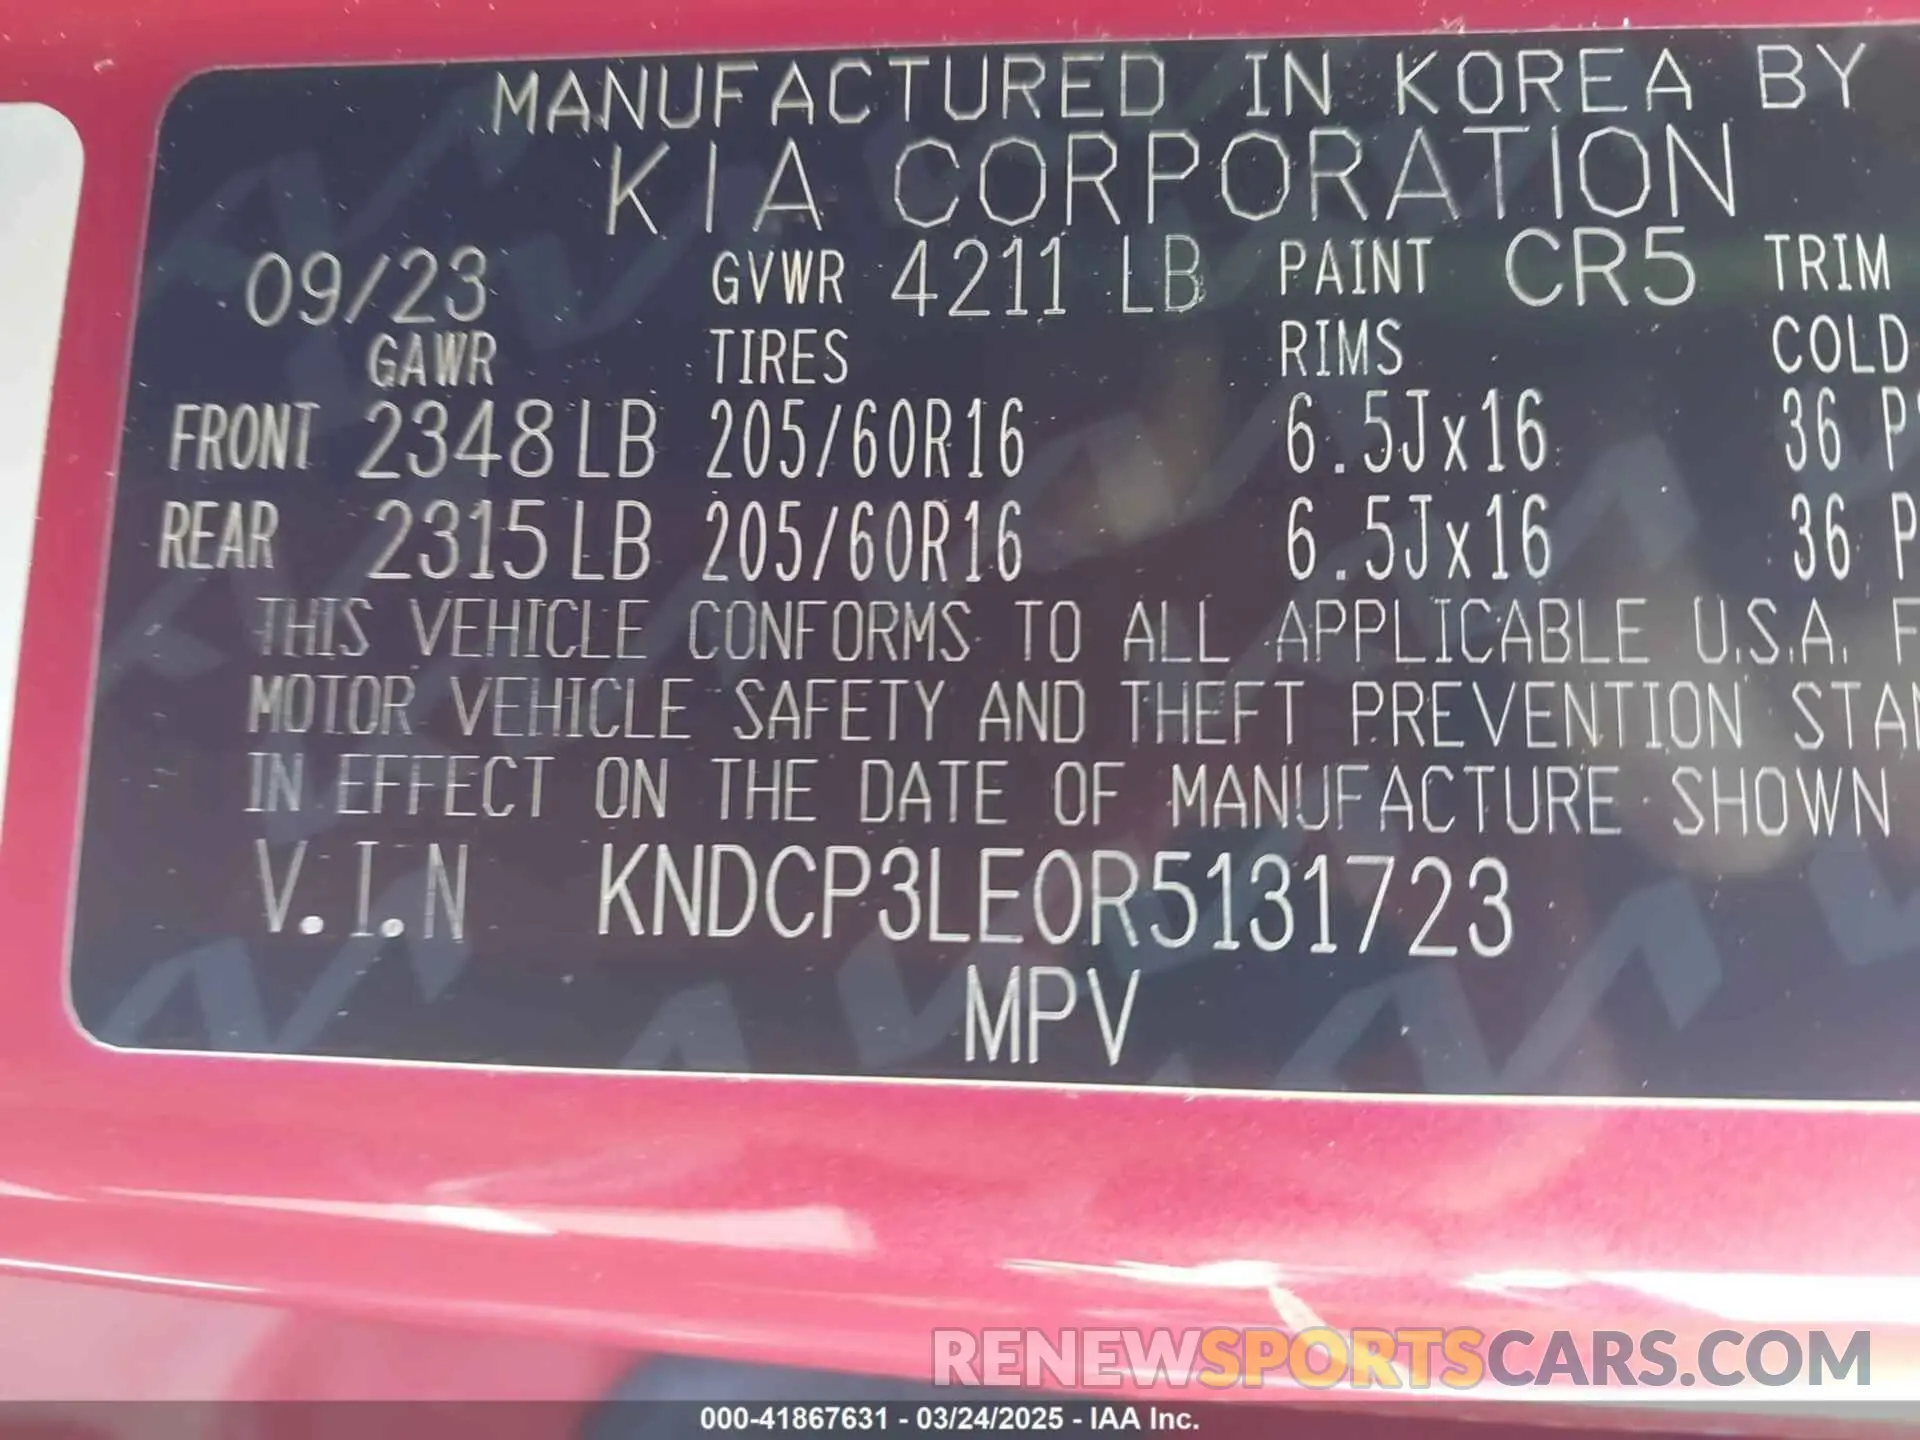 MANUFACTURED IN KOREA BY
KIA CORPORATION
09/23 GVWR 4211 LB PAINT CR5 TRIM
GAWR TIRES RIMS COLD
FRONT 2348 LB 205/60R16 6.5Jx16 36
REAR 2315 LB 205/60R16 6.5Jx16 36
THIS VEHICLE CONFORMS TO ALL APPLICABLE U.S.A.
MOTOR VEHICLE SAFETY AND THEFT PREVENTION
IN EFFECT ON THE DATE OF MANUFACTURE SHOWN
V.I.N KNDCP3LE0R5131723
MPV
RENEWSPORTSCARS.COM
000-41867631 - 03/24/2025 - IAA Inc.